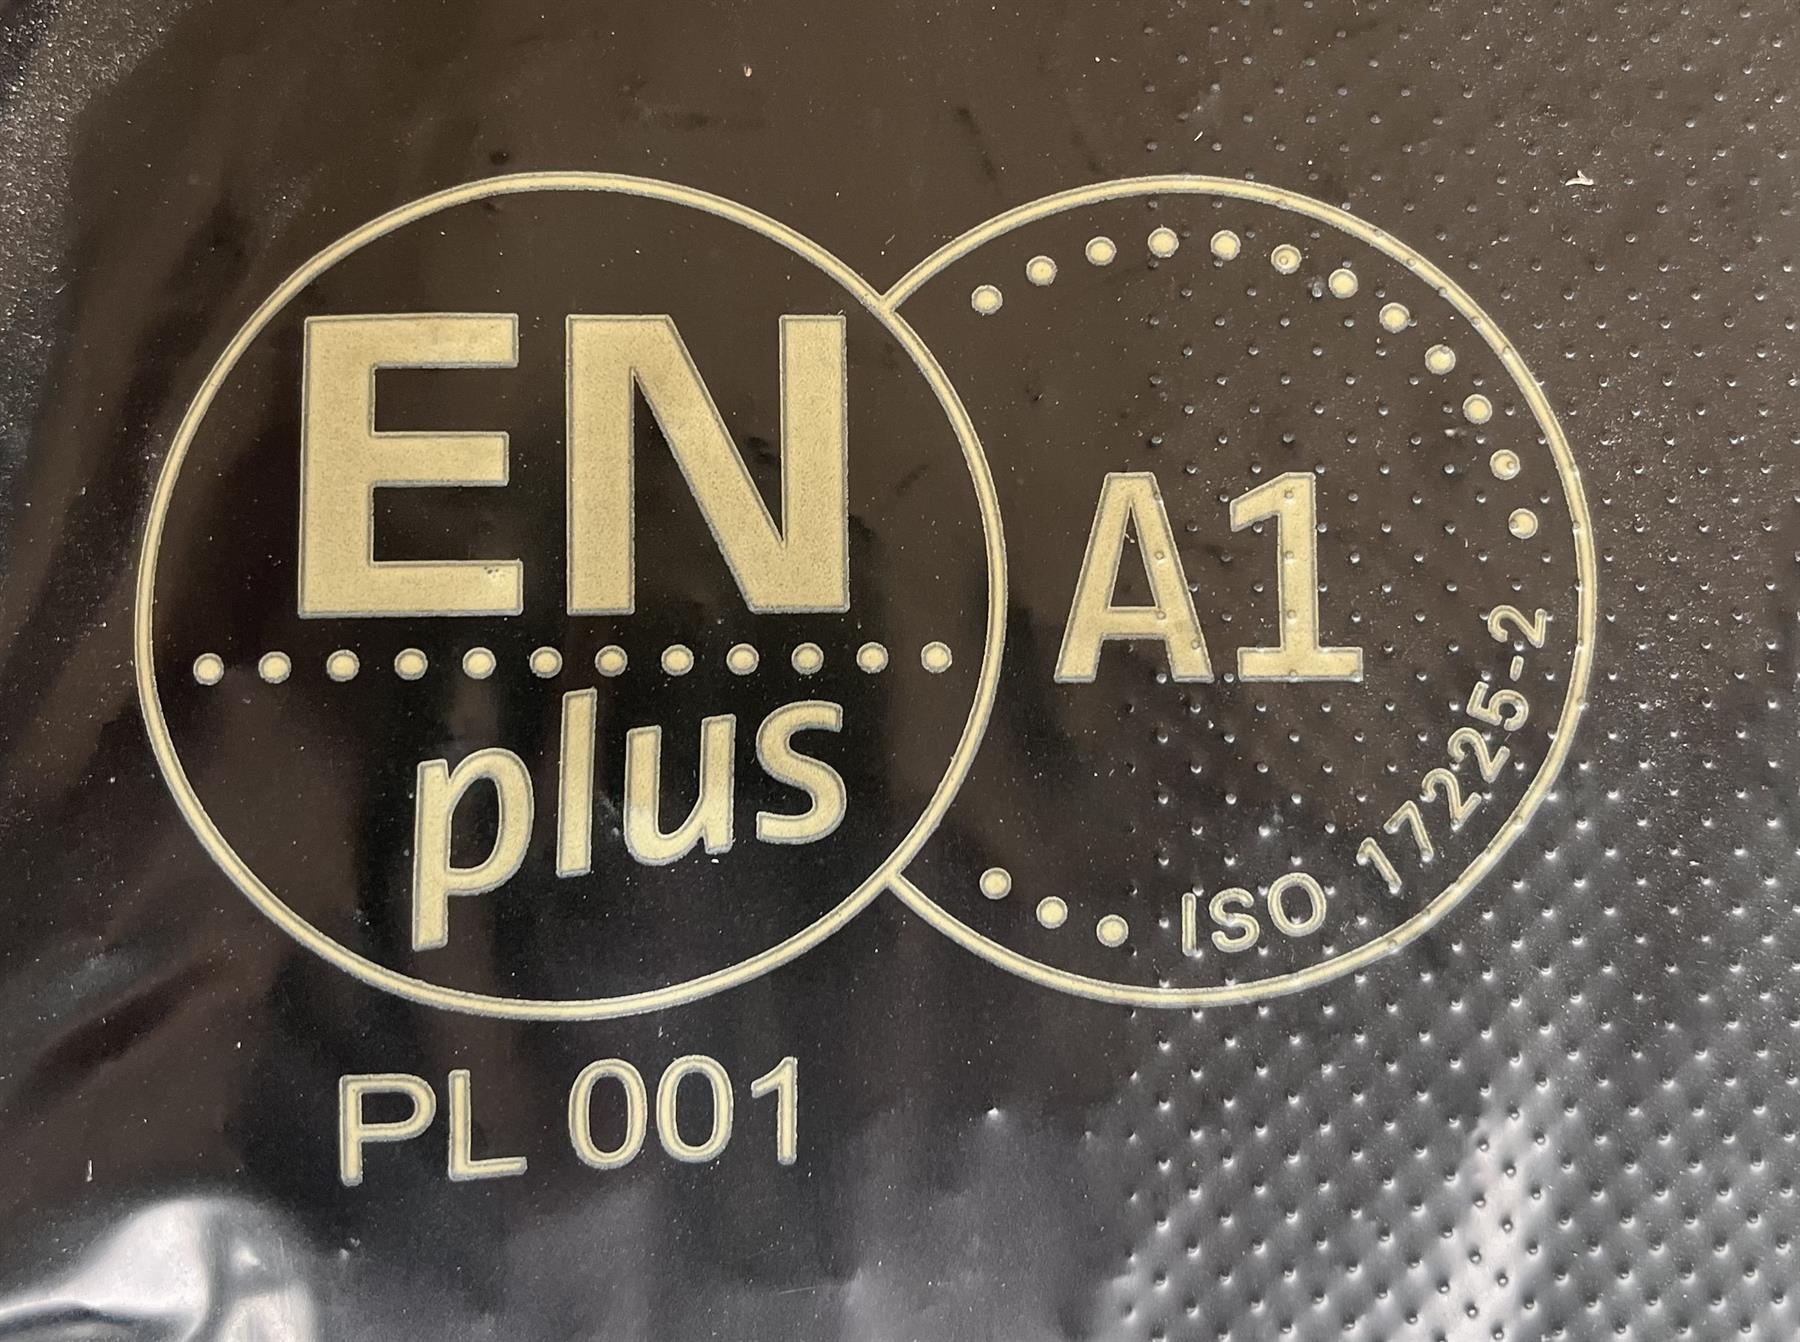 EN
plus
A1
ISO 17225-2
PL 001